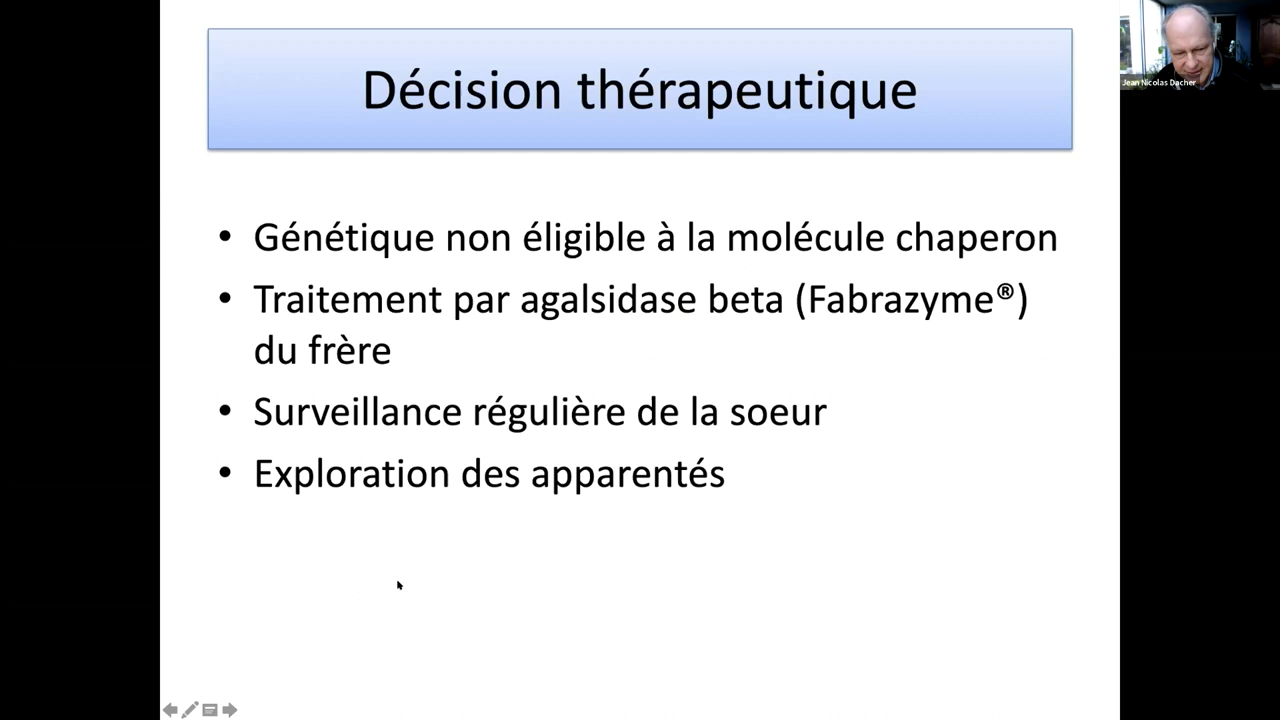 Décision thérapeutique
Jean Nicolas Dacher
• Génétique non éligible à la molécule chaperon
• Traitement par agalsidase beta (Fabrazyme®)
du frère
• Surveillance régulière de la soeur
• Exploration des apparentés